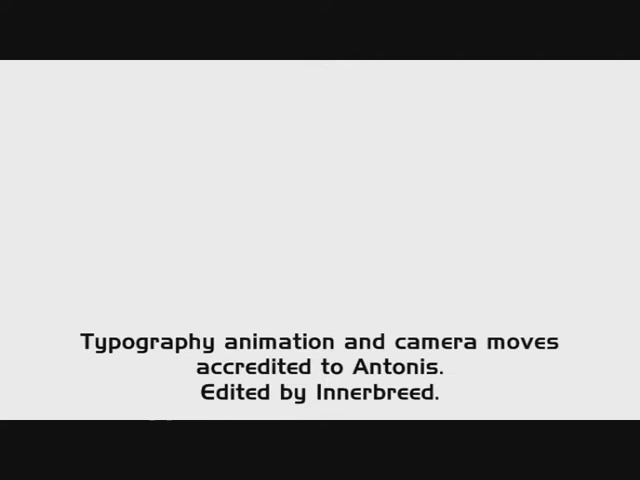 Typography animation and camera moves
accredited to Antonis.
Edited by Innerbreed.